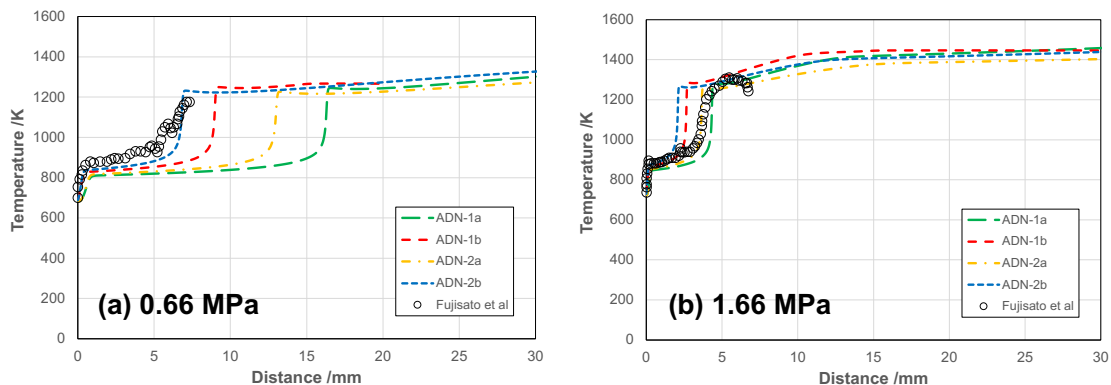 1600
1400
1200
1000
800
600
400
200
0
Temperature /K
0 5 10 15 20 25 30
Distance /mm
(a) 0.66 MPa
ADN-1a
ADN-1b
ADN-2a
ADN-2b
Fujisato et al
1600
1400
1200
1000
800
600
400
200
0
Temperature /K
0 5 10 15 20 25 30
Distance /mm
(b) 1.66 MPa
ADN-1a
ADN-1b
ADN-2a
ADN-2b
Fujisato et al